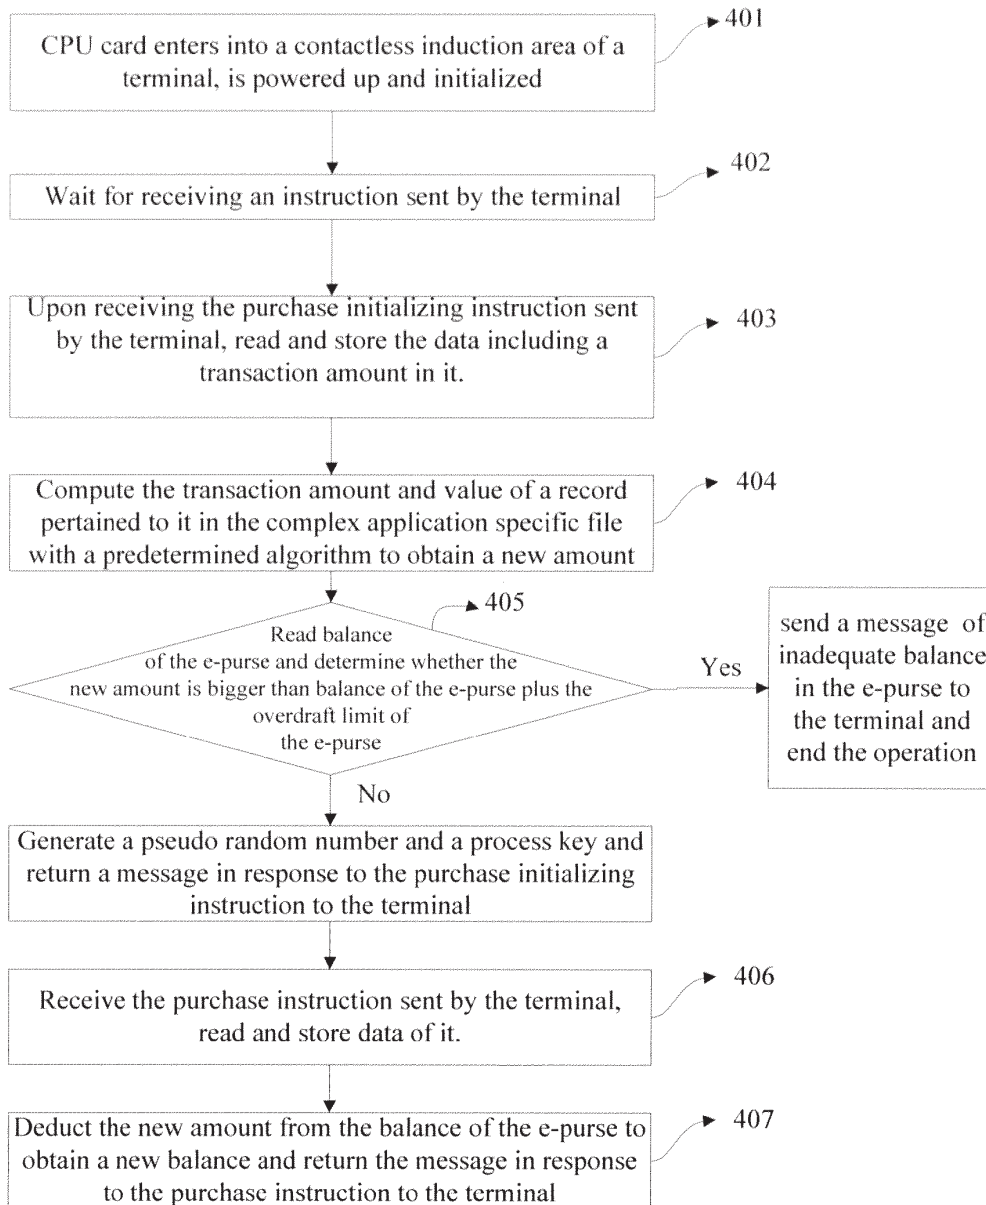 401
CPU card enters into a contactless induction area of a
terminal, is powered up and initialized
402
Wait for receiving an instruction sent by the terminal
Upon receiving the purchase initializing instruction sent
by the terminal, read and store the data including a
transaction amount in it.
403
Compute the transaction amount and value of a record
pertained to it in the complex application specific file
with a predetermined algorithm to obtain a new amount
404
405
Read balance
of the e-purse and determine whether the
new amount is bigger than balance of the e-purse plus the
overdraft limit of
the e-purse
Yes
send a message of
inadequate balance
in the e-purse to
the terminal and
end the operation
No
Generate a pseudo random number and a process key and
return a message in response to the purchase initializing
instruction to the terminal
406
Receive the purchase instruction sent by the terminal,
read and store data of it.
407
Deduct the new amount from the balance of the e-purse to
obtain a new balance and return the message in response
to the purchase instruction to the terminal